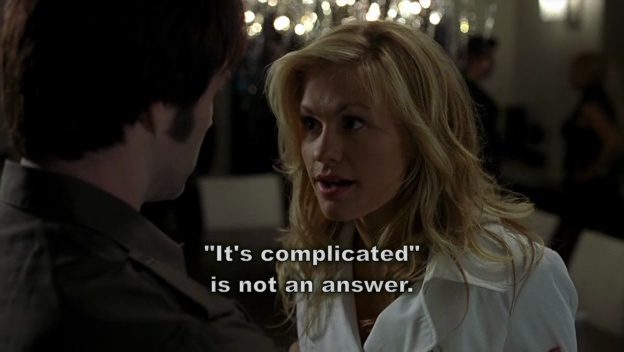 "It's complicated"
is not an answer.